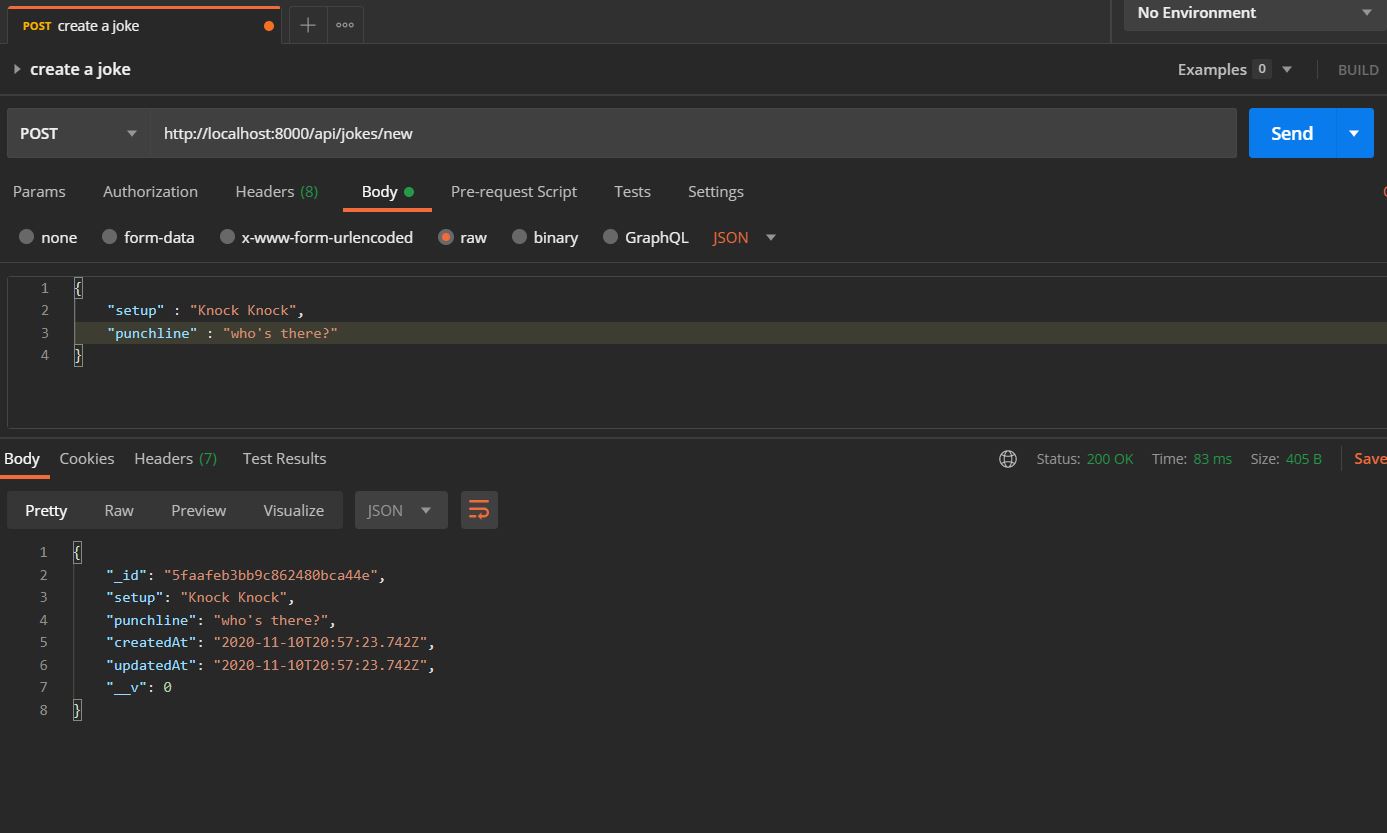 POST create a joke
No Environment
create a joke
Examples 0
BUILD
POST http://localhost:8000/api/jokes/new Send
Params Authorization Headers (8) Body Pre-request Script Tests Settings
none form-data x-www-form-urlencoded raw binary GraphQL JSON
1 {
2 "setup" : "Knock Knock",
3 "punchline" : "who's there?"
4 }
Body Cookies Headers (7) Test Results Status: 200 OK Time: 83 ms Size: 405 B Save
Pretty Raw Preview Visualize JSON
1 {
2 "_id": "5faafeb3bb9c862480bca44e",
3 "setup": "Knock Knock",
4 "punchline": "who's there?",
5 "createdAt": "2020-11-10T20:57:23.742Z",
6 "updatedAt": "2020-11-10T20:57:23.742Z",
7 "__v": 0
8 }